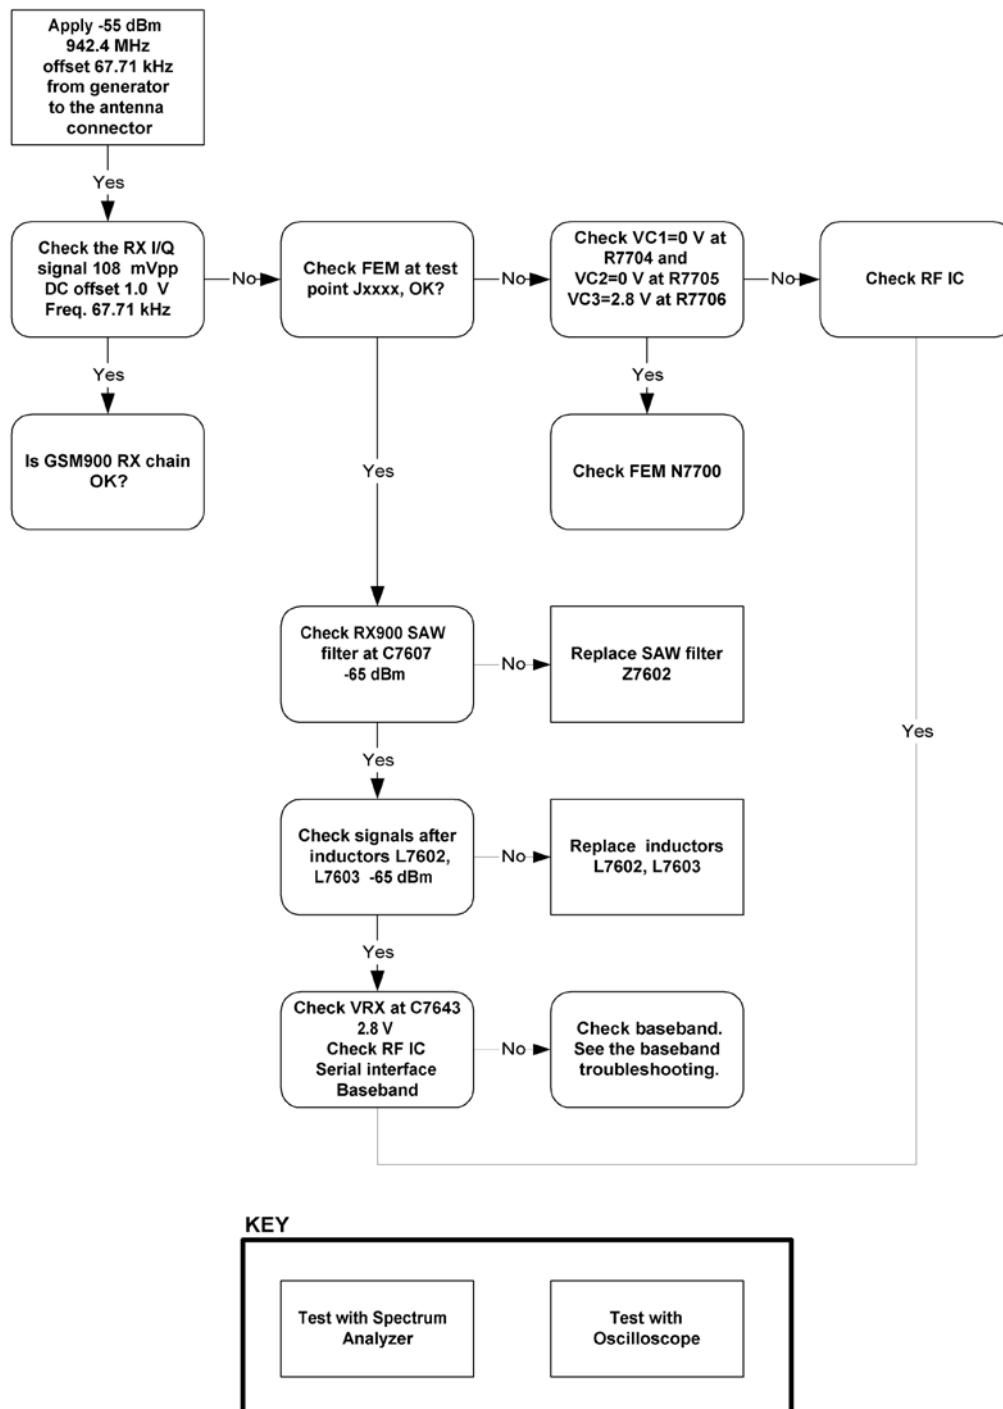 Apply -55 dBm
942.4 MHz
offset 67.71 kHz
from generator
to the antenna
connector
Yes
Check the RX I/Q
signal 108 mVpp
DC offset 1.0 V
Freq. 67.71 kHz
No
Check FEM at test
point Jxxxx, OK?
No
Check VC1=0 V at
R7704 and
VC2=0 V at R7705
VC3=2.8 V at R7706
No
Check RF IC
Yes
Yes
Is GSM900 RX chain
OK?
Yes
Check FEM N7700
Check RX900 SAW
filter at C7607
-65 dBm
No
Replace SAW filter
Z7602
Yes
Yes
Check signals after
inductors L7602,
L7603 -65 dBm
No
Replace inductors
L7602, L7603
Yes
Check VRX at C7643
2.8 V
Check RF IC
Serial interface
Baseband
No
Check baseband.
See the baseband
troubleshooting.
KEY
Test with Spectrum
Analyzer
Test with
Oscilloscope